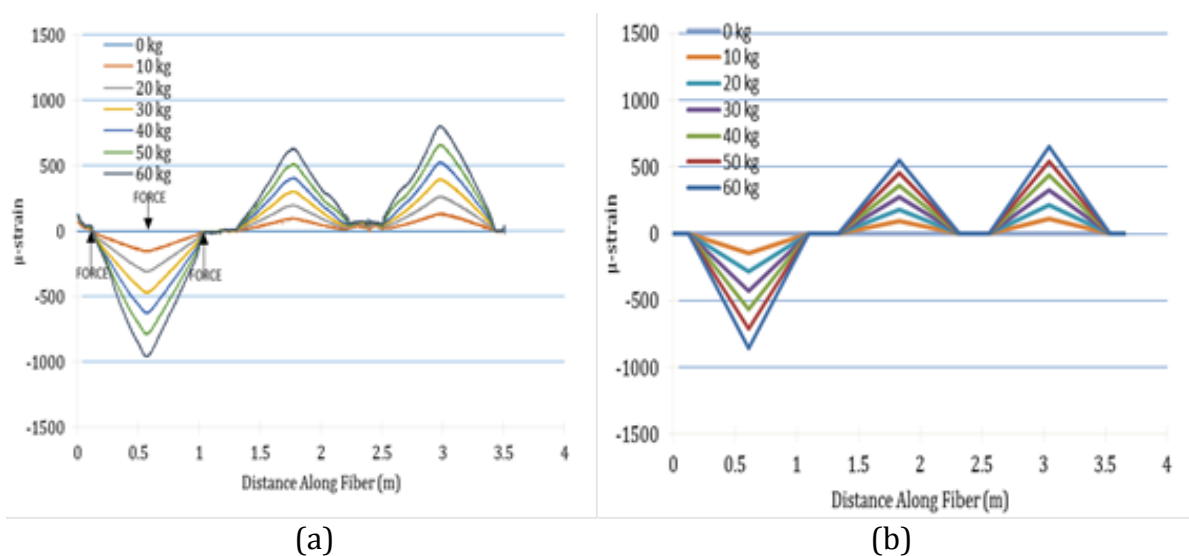 1500
1000
500
0
-500
-1000
-1500
μ-strain
0 kg
10 kg
20 kg
30 kg
40 kg
50 kg
60 kg
FORCE
FORCE
FORCE
0 0.5 1 1.5 2 2.5 3 3.5 4
Distance Along Fiber (m)
(a)
1500
1000
500
0
-500
-1000
-1500
μ-strain
0 kg
10 kg
20 kg
30 kg
40 kg
50 kg
60 kg
0 0.5 1 1.5 2 2.5 3 3.5 4
Distance Along Fiber (m)
(b)